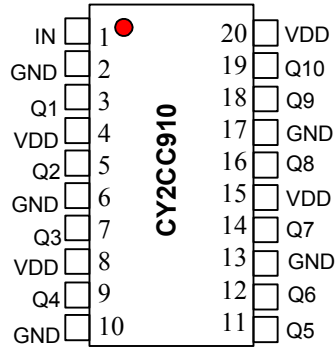 IN 1 20 VDD
GND 2 19 Q10
Q1 3 18 Q9
VDD 4 17 GND
Q2 5 16 Q8
GND 6 15 VDD
Q3 7 14 Q7
VDD 8 13 GND
Q4 9 12 Q6
GND 10 11 Q5
CY2CC910